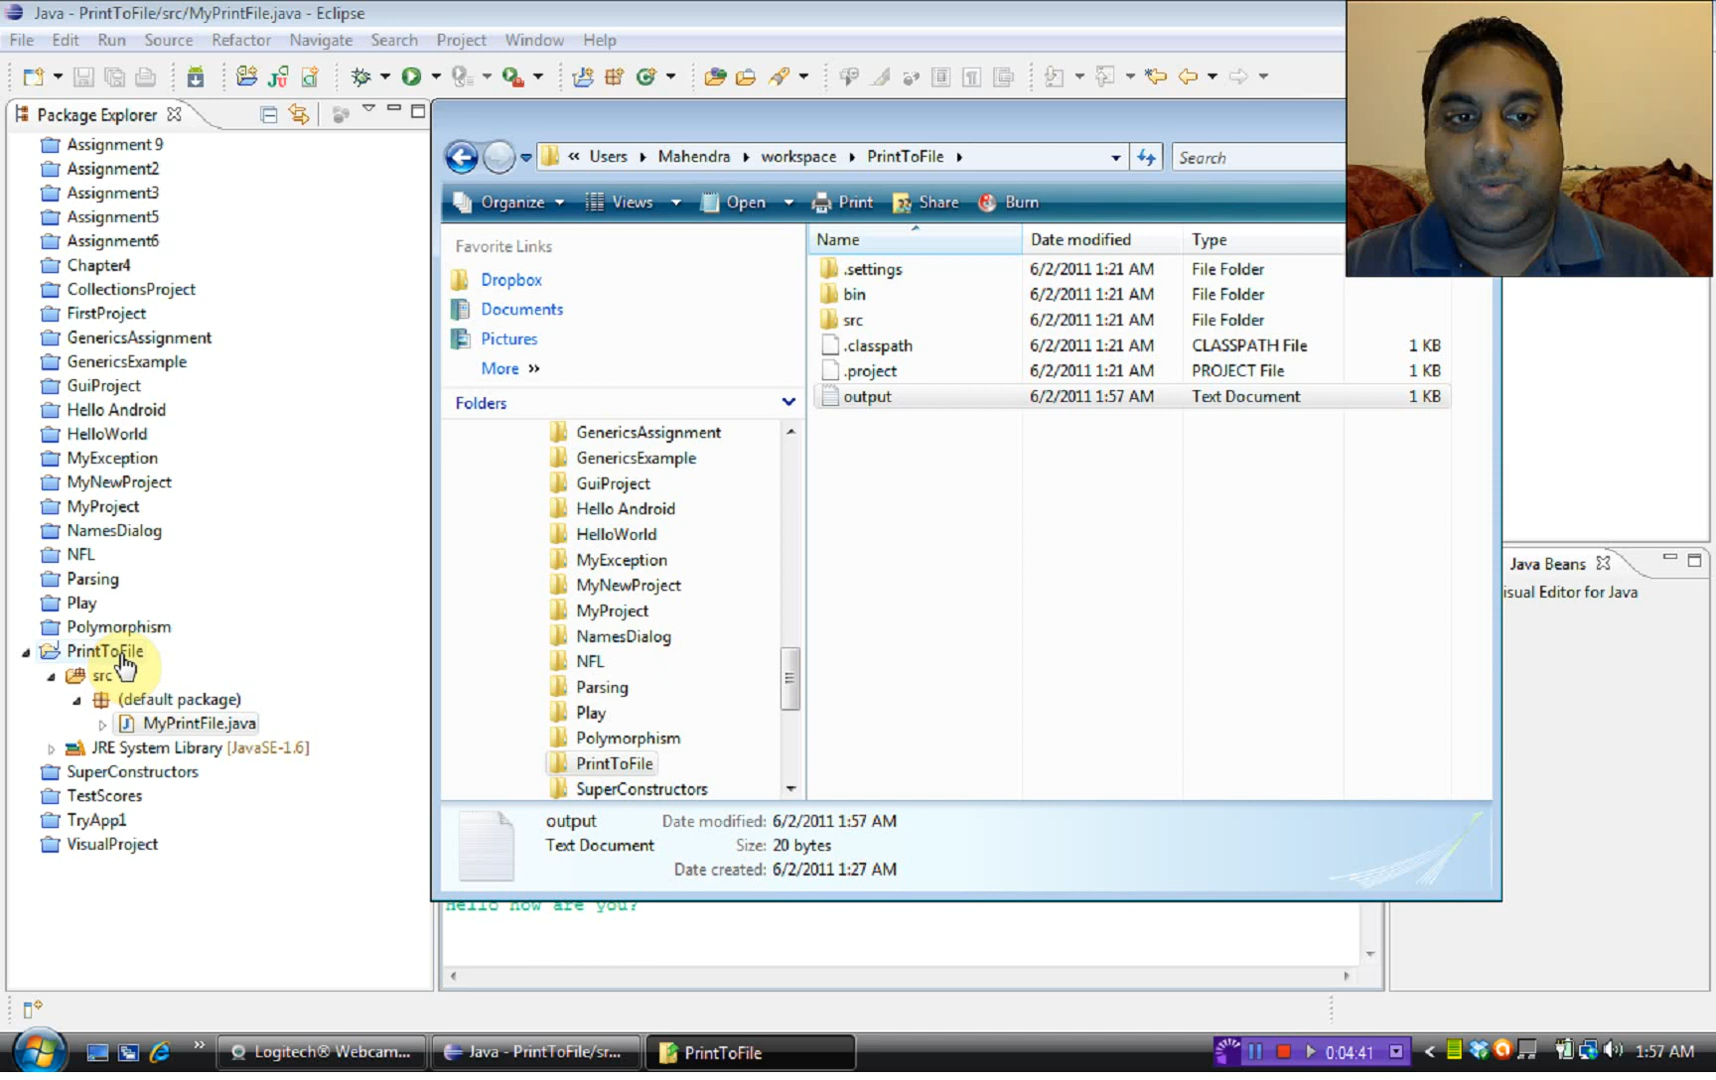 Java - PrintToFile/src/MyPrintFile.java - Eclipse
File Edit Run Source Refactor Navigate Search Project Window Help
Package Explorer
Assignment 9
Assignment2
Assignment3
Assignment5
Assignment6
Chapter4
CollectionsProject
FirstProject
GenericsAssignment
GenericsExample
GuiProject
Hello Android
HelloWorld
MyException
MyNewProject
MyProject
NamesDialog
NFL
Parsing
Play
Polymorphism
PrintToFile
src
(default package)
MyPrintFile.java
JRE System Library [JavaSE-1.6]
SuperConstructors
TestScores
TryApp1
VisualProject
« Users Mahendra workspace PrintToFile
Search
Organize Views Open Print Share Burn
Favorite Links
Dropbox
Documents
Pictures
More »
Folders
GenericsAssignment
GenericsExample
GuiProject
Hello Android
HelloWorld
MyException
MyNewProject
MyProject
NamesDialog
NFL
Parsing
Play
Polymorphism
PrintToFile
SuperConstructors
Name Date modified Type
.settings 6/2/2011 1:21 AM File Folder
bin 6/2/2011 1:21 AM File Folder
src 6/2/2011 1:21 AM File Folder
.classpath 6/2/2011 1:21 AM CLASSPATH File 1 KB
.project 6/2/2011 1:21 AM PROJECT File 1 KB
output 6/2/2011 1:57 AM Text Document 1 KB
output Date modified: 6/2/2011 1:57 AM
Text Document Size: 20 bytes
Date created: 6/2/2011 1:27 AM
Hello how are you?
Java Beans
isual Editor for Java
Logitech® Webcam... Java - PrintToFile/sr... PrintToFile 0:04:41 1:57 AM